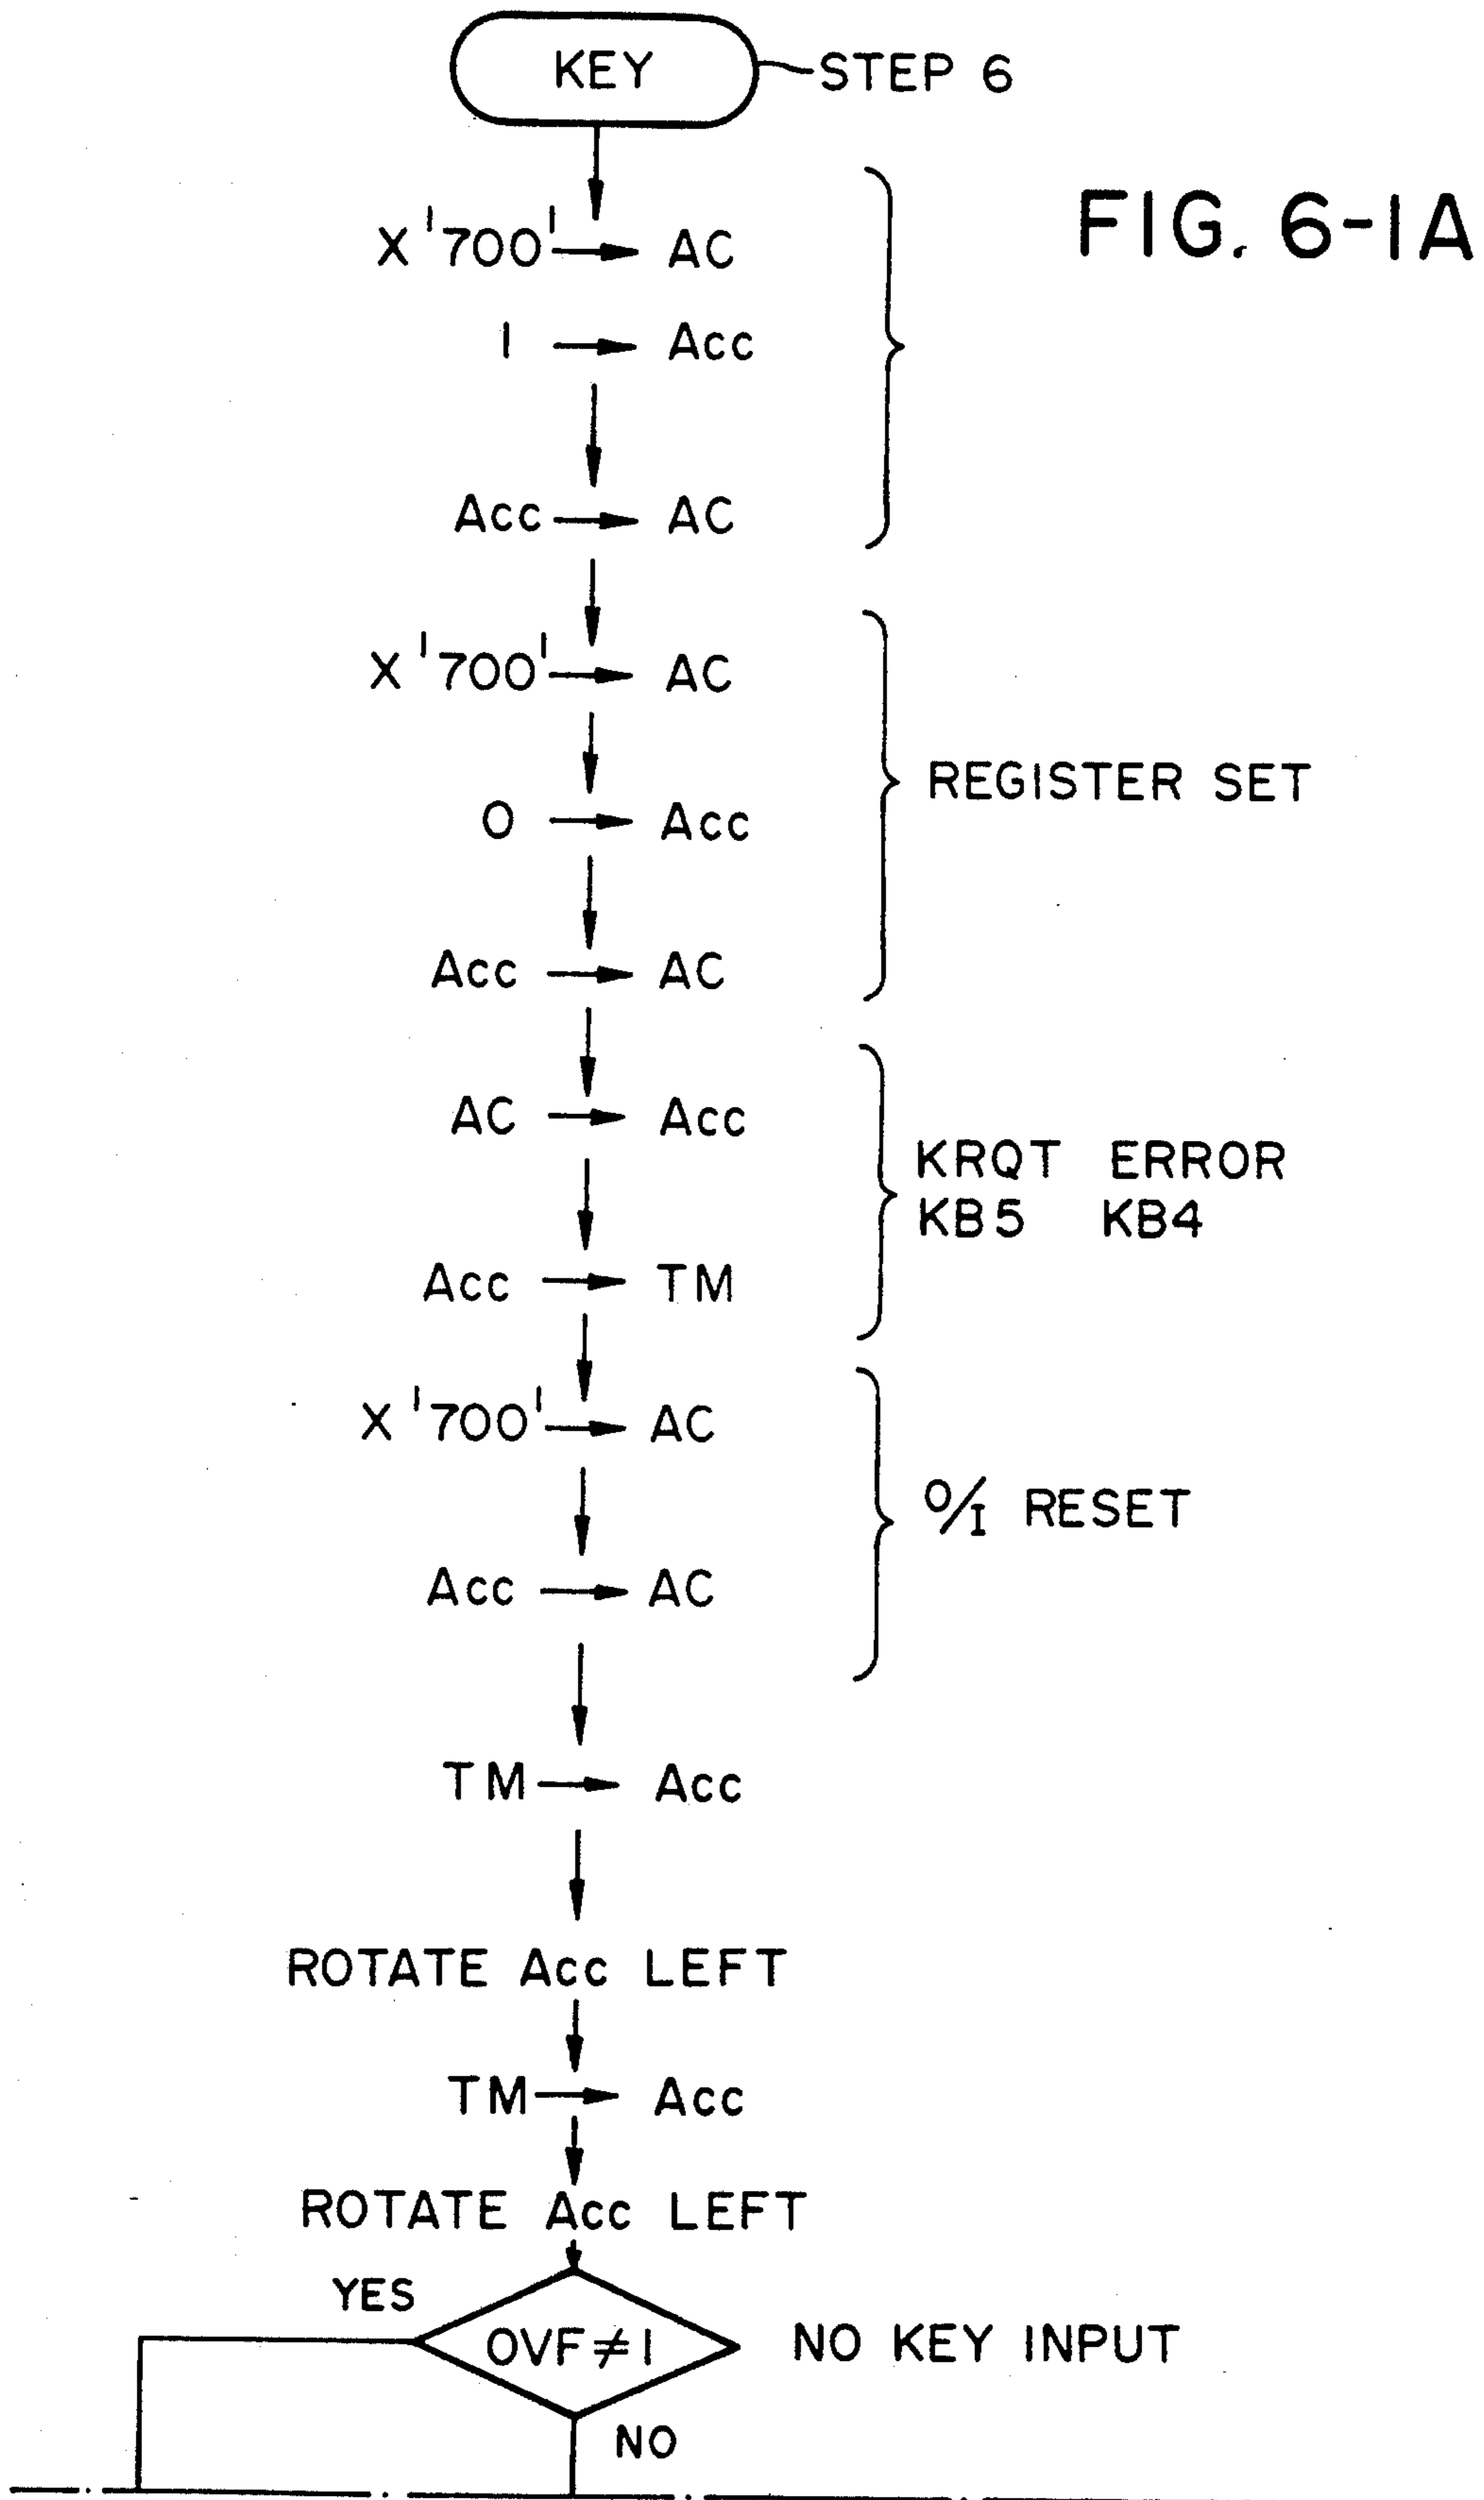 KEY STEP 6
FIG. 6-1A
X '700' → AC
1 → Acc
Acc → AC
X '700' → AC
REGISTER SET
0 → Acc
Acc → AC
AC → Acc
KRQT ERROR
KB5 KB4
Acc → TM
X '700' → AC
O/I RESET
Acc → AC
TM → Acc
ROTATE Acc LEFT
TM → Acc
ROTATE Acc LEFT
YES
OVF≠1 NO KEY INPUT
NO